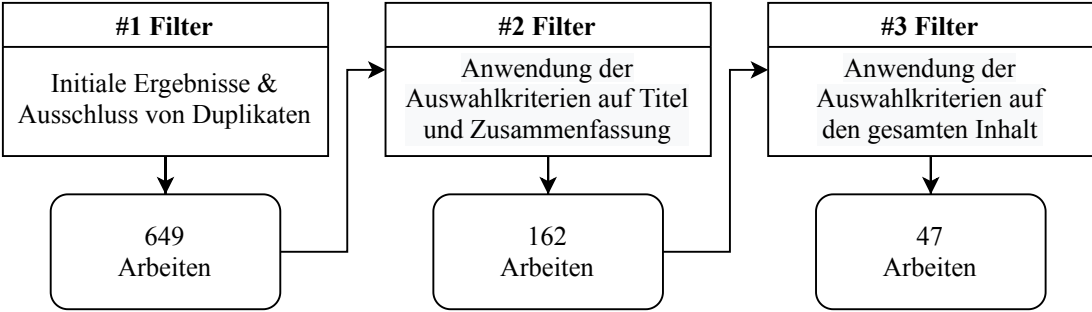 #1 Filter
Initiale Ergebnisse &
Ausschluss von Duplikaten
649
Arbeiten
#2 Filter
Anwendung der
Auswahlkriterien auf Titel
und Zusammenfassung
162
Arbeiten
#3 Filter
Anwendung der
Auswahlkriterien auf
den gesamten Inhalt
47
Arbeiten